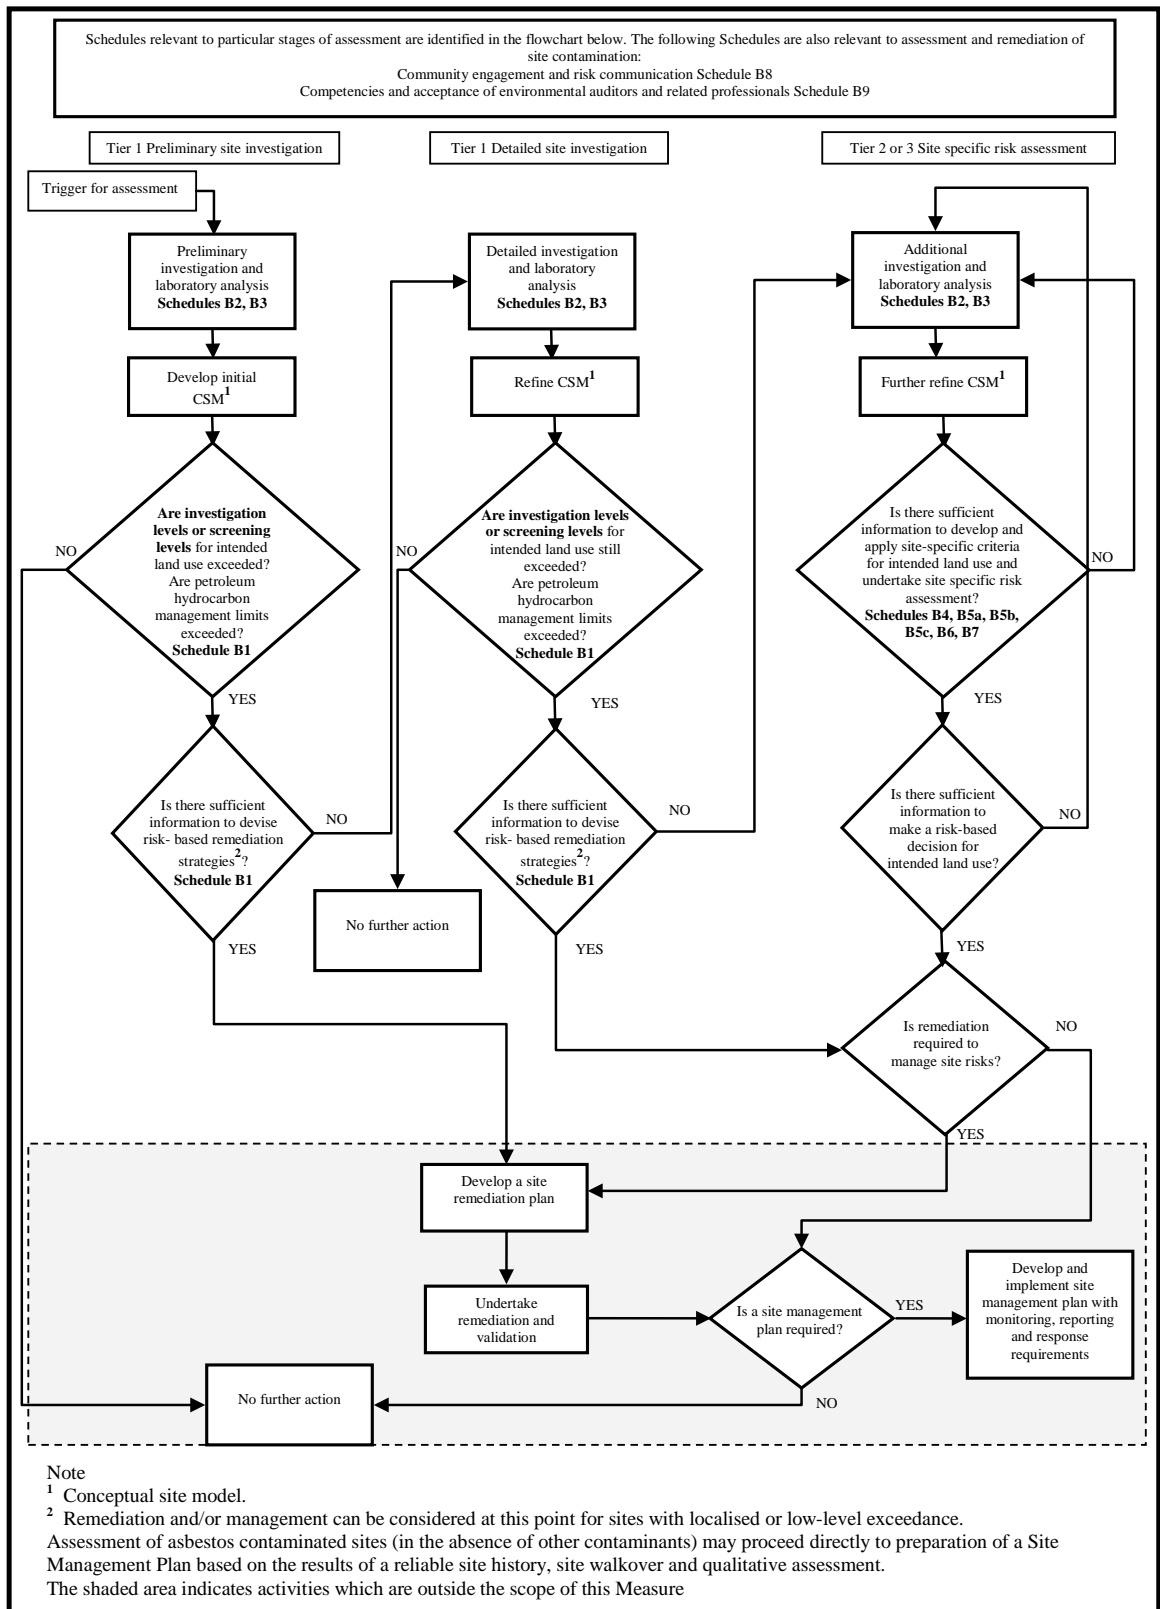 Schedules relevant to particular stages of assessment are identified in the flowchart below. The following Schedules are also relevant to assessment and remediation of
site contamination:
Community engagement and risk communication Schedule B8
Competencies and acceptance of environmental auditors and related professionals Schedule B9
Tier 1 Preliminary site investigation
Tier 1 Detailed site investigation
Tier 2 or 3 Site specific risk assessment
Trigger for assessment
Preliminary
investigation and
laboratory analysis
Schedules B2, B3
Detailed investigation
and laboratory
analysis
Schedules B2, B3
Additional
investigation and
laboratory analysis
Schedules B2, B3
Develop initial
CSM1
Refine CSM1
Further refine CSM1
Are investigation
levels or screening
levels for intended
land use exceeded?
Are petroleum
hydrocarbon
management limits
exceeded?
Schedule B1
NO
YES
Are investigation levels
or screening levels for
intended land use still
exceeded?
Are petroleum
hydrocarbon
management limits
exceeded?
Schedule B1
NO
YES
Is there sufficient
information to develop and
apply site-specific criteria
for intended land use and
undertake site specific risk
assessment?
Schedules B4, B5a, B5b,
B5c, B6, B7
NO
YES
Is there sufficient
information to devise
risk- based remediation
strategies2?
Schedule B1
NO
YES
Is there sufficient
information to devise
risk- based remediation
strategies2?
Schedule B1
NO
YES
Is there sufficient
information to
make a risk-based
decision for
intended land use?
NO
YES
No further action
Is remediation
required to
manage site risks?
NO
YES
Develop a site
remediation plan
Undertake
remediation and
validation
Is a site management
plan required?
YES
NO
Develop and
implement site
management plan with
monitoring, reporting
and response
requirements
No further action
Note
1 Conceptual site model.
2 Remediation and/or management can be considered at this point for sites with localised or low-level exceedance.
Assessment of asbestos contaminated sites (in the absence of other contaminants) may proceed directly to preparation of a Site
Management Plan based on the results of a reliable site history, site walkover and qualitative assessment.
The shaded area indicates activities which are outside the scope of this Measure